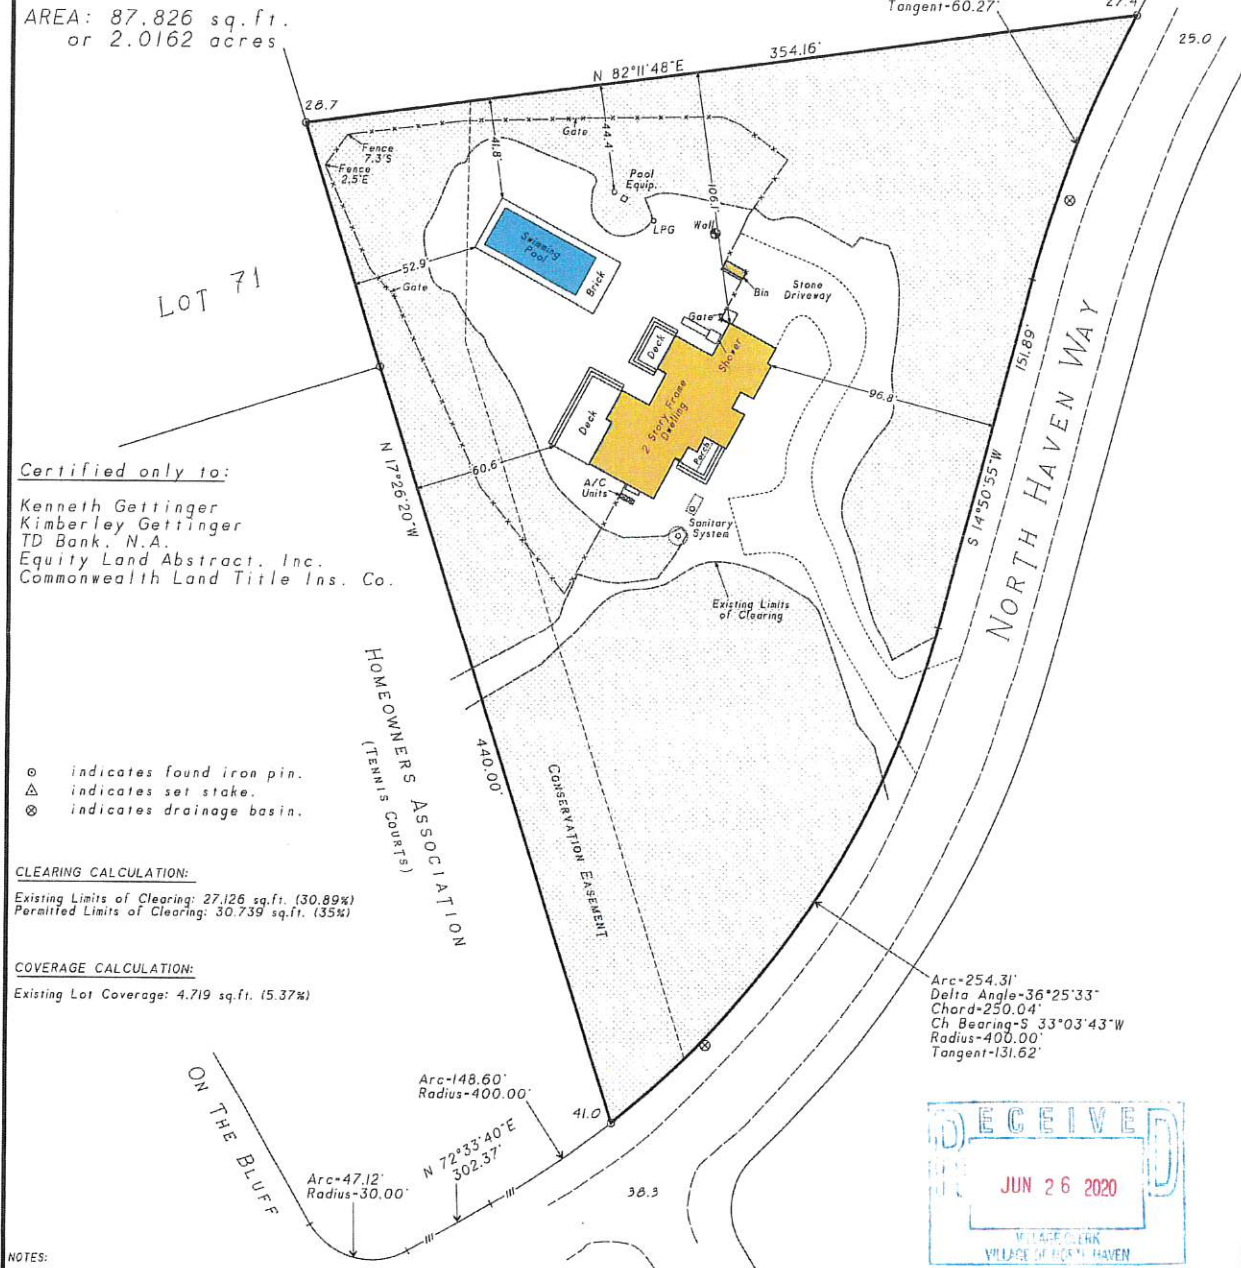 AREA: 87,826 sq.ft.
or 2.0162 acres
Tangent=60.27'
27.4
25.0
N 82°11'48"E
354.16'
28.7
Gate
Fence
7.3'S
Fence
2.5'E
41.8'
44.4'
106.1'
Pool
Equip.
LPG
Wall
Swimming
Pool
Brick
52.9'
Gate
Bin
Stone
Driveway
Gate
Shower
Deck
Deck
2 Story Frame
Dwelling
Porch
96.8'
60.6'
A/C
Units
Sanitary
System
LOT 71
N 17°26'20"W
440.00'
151.89'
S 14°50'55"W
NORTH HAVEN WAY
Existing Limits
of Clearing
Certified only to:
Kenneth Gettinger
Kimberley Gettinger
TD Bank, N.A.
Equity Land Abstract, Inc.
Commonwealth Land Title Ins. Co.
HOMEOWNERS ASSOCIATION
(TENNIS COURTS)
CONSERVATION EASEMENT
indicates found iron pin.
indicates set stake.
indicates drainage basin.
CLEARING CALCULATION:
Existing Limits of Clearing: 27,126 sq.ft. (30.89%)
Permitted Limits of Clearing: 30,739 sq.ft. (35%)
COVERAGE CALCULATION:
Existing Lot Coverage: 4,719 sq.ft. (5.37%)
Arc=254.31'
Delta Angle=36°25'33"
Chord=250.04'
Ch Bearing=S 33°03'43"W
Radius=400.00'
Tangent=131.62'
ON THE BLUFF
Arc=148.60'
Radius=400.00'
41.0
N 72°33'40"E
302.37'
Arc=47.12'
Radius=30.00'
38.3
RECEIVED
JUN 26 2020
VILLAGE CLERK
VILLAGE OF NORTH HAVEN
NOTES: